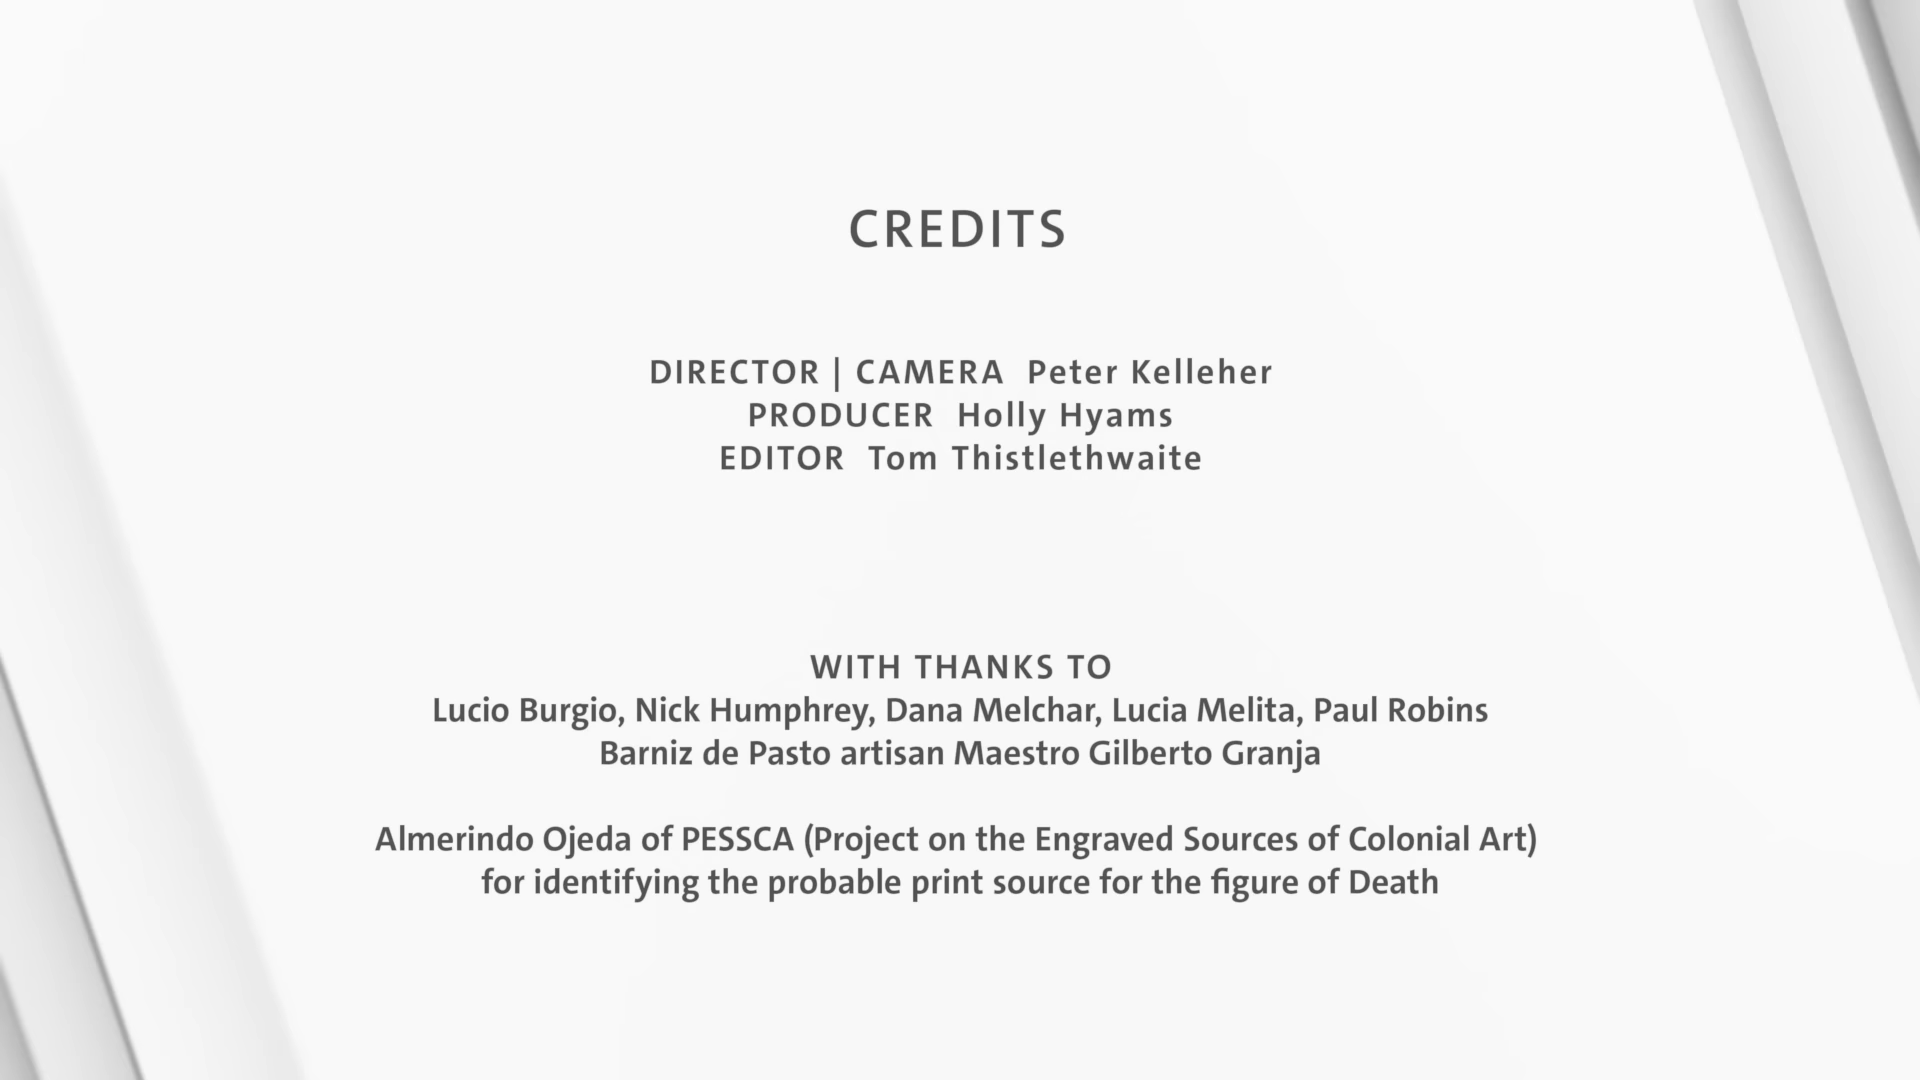 CREDITS
DIRECTOR | CAMERA Peter Kelleher
PRODUCER Holly Hyams
EDITOR Tom Thistlethwaite
WITH THANKS TO
Lucio Burgio, Nick Humphrey, Dana Melchar, Lucia Melita, Paul Robins
Barniz de Pasto artisan Maestro Gilberto Granja
Almerindo Ojeda of PESSCA (Project on the Engraved Sources of Colonial Art)
for identifying the probable print source for the figure of Death